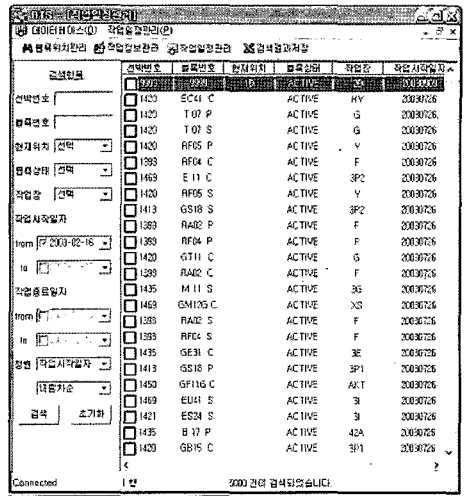 데이터베이스(D) 작업일정관리(P)
블록위치관리 작업정보관리 작업일정관리 검색결과저장
검색항목
선박번호
블록번호
현재위치 선택
블록상태 선택
작업장 선택
작업시작일자
from 2003-02-16
to
작업종료일자
from
to
정렬 작업시작일자
내림차순
검색 초기화
선박번호 블록번호 현재위치 블록상태 작업장 작업시작일자
1420 EC41 C ACTIVE HY 20030726
1420 T 07 P ACTIVE G 20030726
1420 T 07 S ACTIVE G 20030726
1420 RF05 P ACTIVE Y 20030726
1393 RF04 C ACTIVE F 20030726
1469 E 11 C ACTIVE 3P2 20030726
1420 RF05 S ACTIVE Y 20030726
1413 GS18 S ACTIVE 3P2 20030726
1393 RA02 P ACTIVE F 20030726
1393 RF04 P ACTIVE F 20030726
1420 GT11 C ACTIVE G 20030726
1393 RA02 C ACTIVE F 20030726
1435 M 11 S ACTIVE 3G 20030726
1469 GM12G C ACTIVE XS 20030726
1393 RA02 S ACTIVE F 20030726
1393 RF04 S ACTIVE F 20030726
1435 GE31 C ACTIVE 3E 20030726
1413 GS18 P ACTIVE 3P1 20030726
1450 GF11G C ACTIVE AKT 20030726
1469 EU41 S ACTIVE 3I 20030726
1421 ES24 S ACTIVE 3I 20030726
1435 B 17 P ACTIVE 42A 20030726
1420 GB15 C ACTIVE 3P1 20030726
Connected 1 행 5000 건이 검색되었습니다.